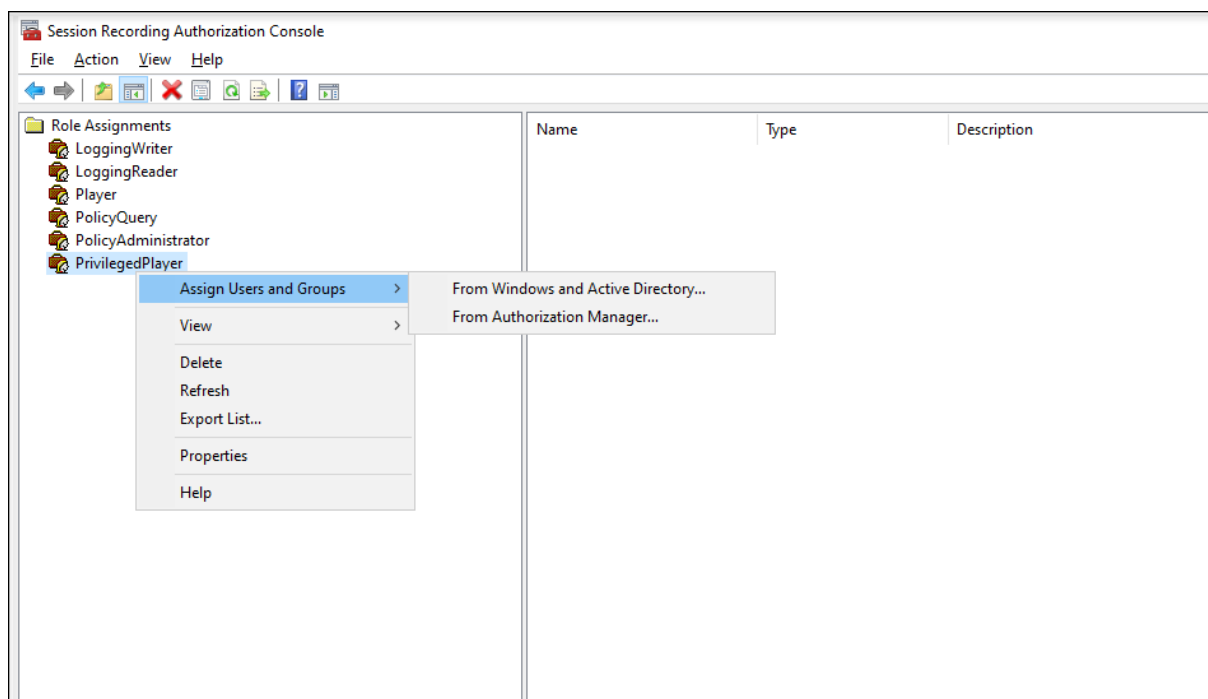 Session Recording Authorization Console
File Action View Help
Role Assignments
LoggingWriter
LoggingReader
Player
PolicyQuery
PolicyAdministrator
PrivilegedPlayer
Name Type Description
Assign Users and Groups
View
Delete
Refresh
Export List...
Properties
Help
From Windows and Active Directory...
From Authorization Manager...